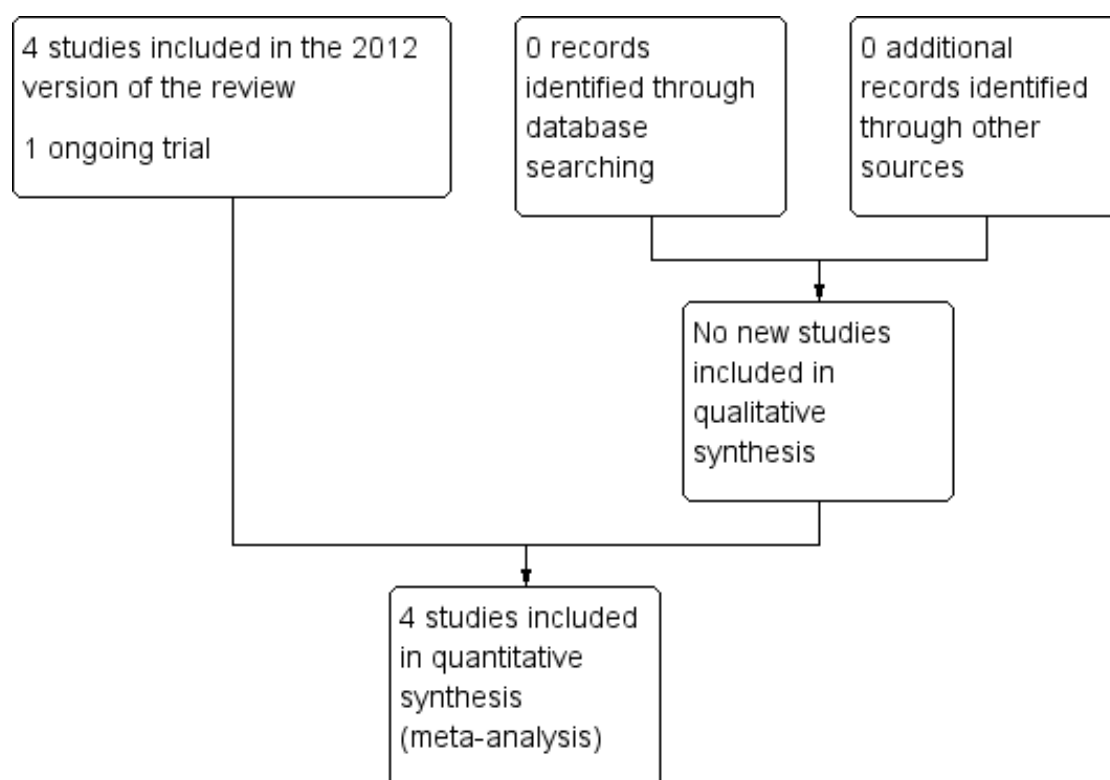 4 studies included in the 2012
version of the review
1 ongoing trial
0 records
identified through
database
searching
0 additional
records identified
through other
sources
No new studies
included in
qualitative
synthesis
4 studies included
in quantitative
synthesis
(meta-analysis)